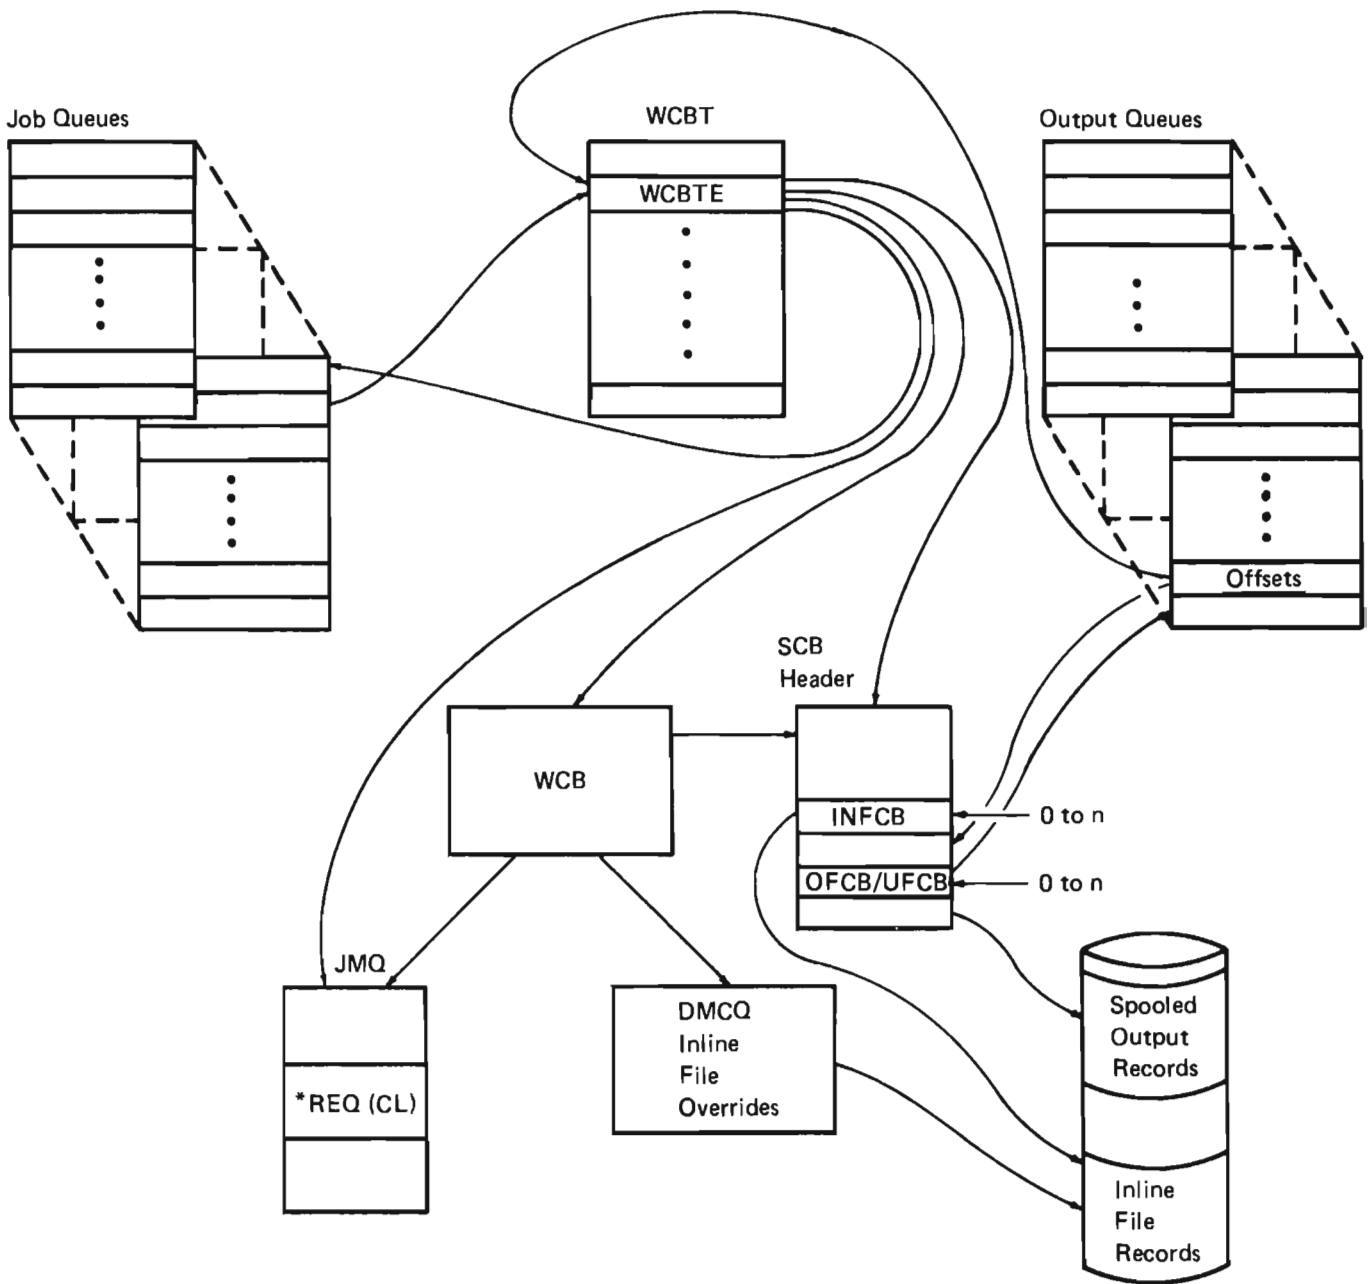 WCBT
Job Queues
Output Queues
WCBTE
Offsets
SCB
Header
WCB
INFCB
0 to n
OFCB/UFCB
0 to n
JMQ
*REQ (CL)
DMCQ
Inline
File
Overrides
Spooled
Output
Records
Inline
File
Records